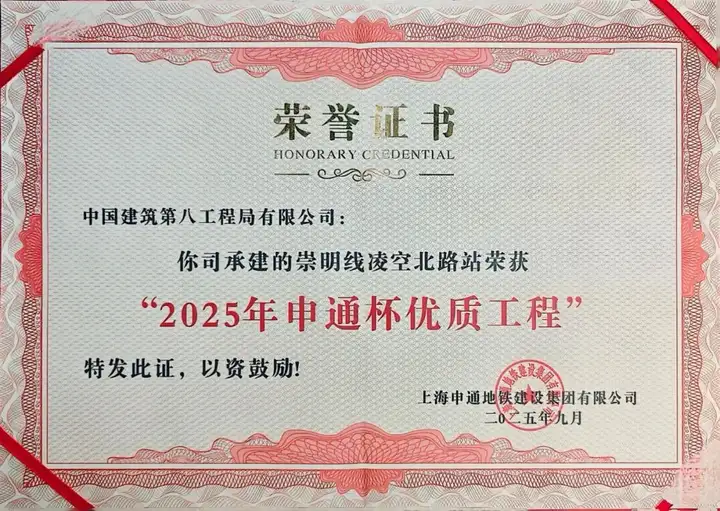 荣誉证书
HONORARY CREDENTIAL
中国建筑第八工程局有限公司：
你司承建的崇明线凌空北路站荣获
“2025年申通杯优质工程”
特发此证，以资鼓励！
上海申通地铁建设集团有限公司
二〇二五年九月